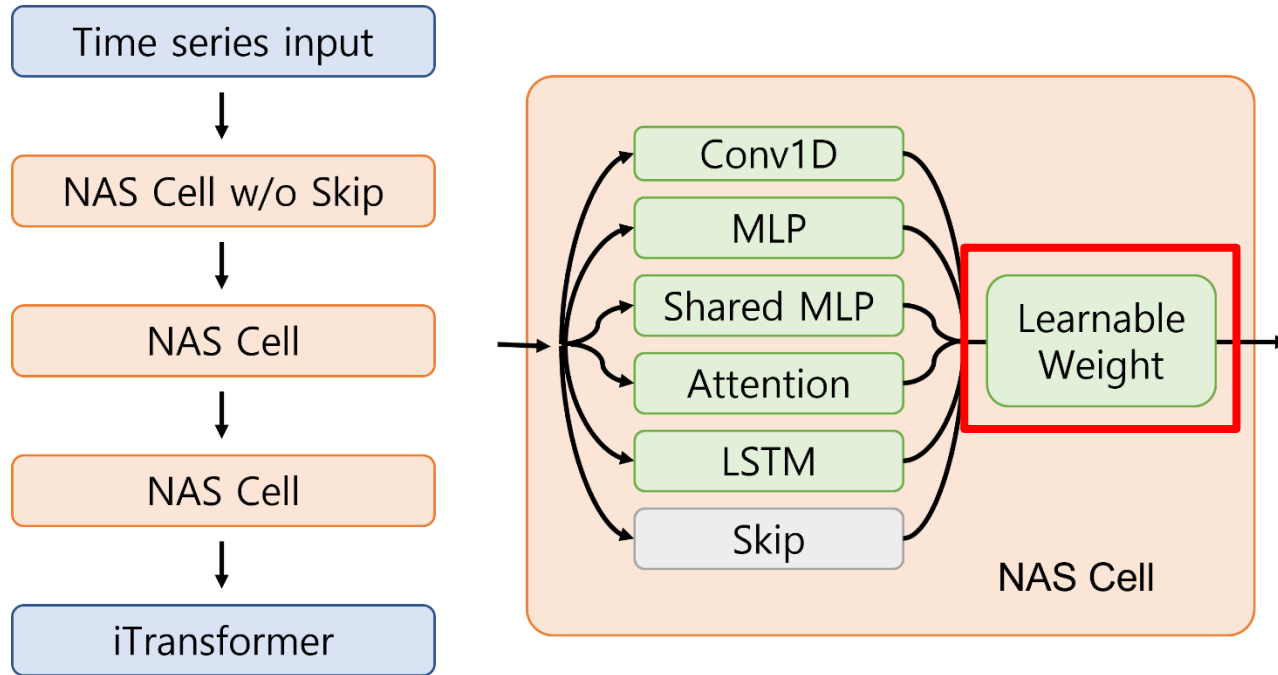 Time series input
NAS Cell w/o Skip
NAS Cell
NAS Cell
iTransformer
Conv1D
MLP
Shared MLP
Attention
LSTM
Skip
Learnable
Weight
NAS Cell